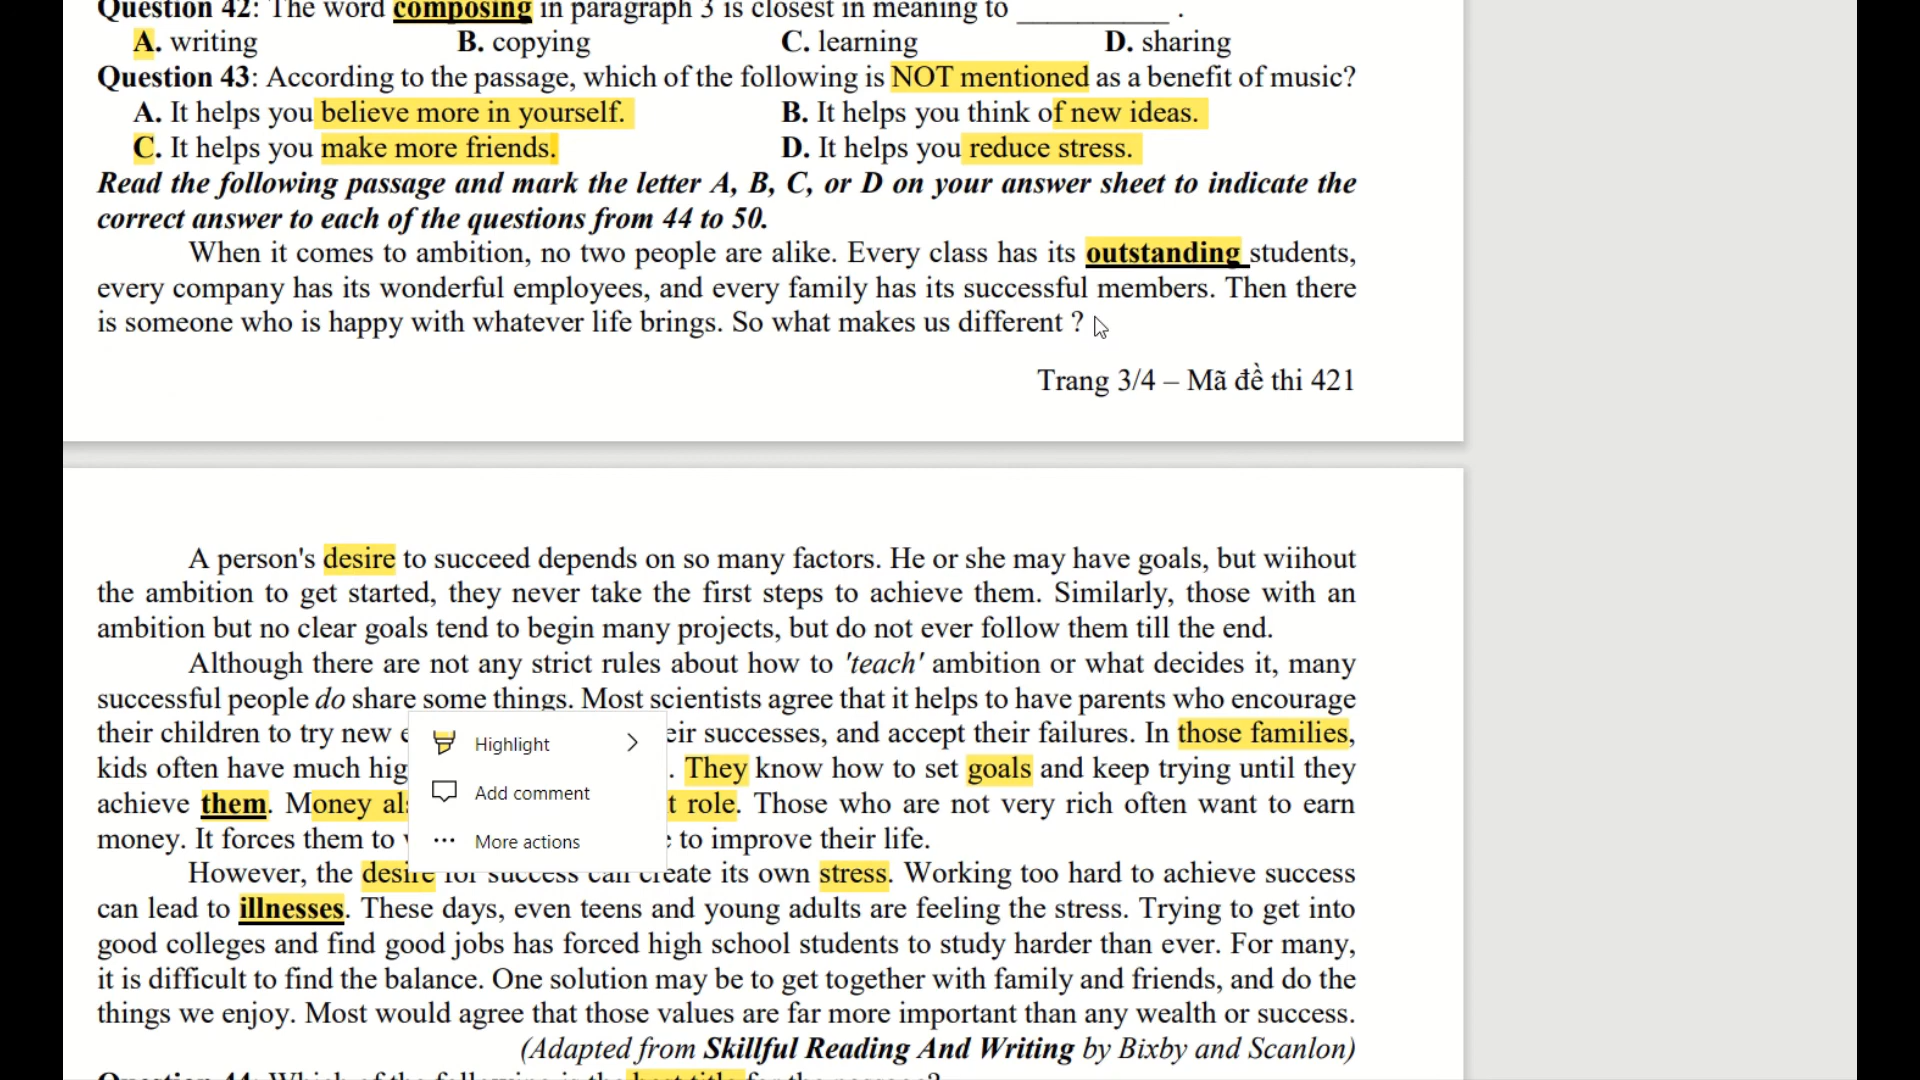 Question 42: The word composing in paragraph 3 is closest in meaning to __________ .
A. writing B. copying C. learning D. sharing
Question 43: According to the passage, which of the following is NOT mentioned as a benefit of music?
A. It helps you believe more in yourself. B. It helps you think of new ideas.
C. It helps you make more friends. D. It helps you reduce stress.
Read the following passage and mark the letter A, B, C, or D on your answer sheet to indicate the
correct answer to each of the questions from 44 to 50.
When it comes to ambition, no two people are alike. Every class has its outstanding students,
every company has its wonderful employees, and every family has its successful members. Then there
is someone who is happy with whatever life brings. So what makes us different ?
Trang 3/4 – Mã đề thi 421
A person's desire to succeed depends on so many factors. He or she may have goals, but wiihout
the ambition to get started, they never take the first steps to achieve them. Similarly, those with an
ambition but no clear goals tend to begin many projects, but do not ever follow them till the end.
Although there are not any strict rules about how to 'teach' ambition or what decides it, many
successful people do share some things. Most scientists agree that it helps to have parents who encourage
their children to try new successes, and accept their failures. In those families,
kids often have much . They know how to set goals and keep trying until they
achieve them. Money role. Those who are not very rich often want to earn
money. It forces them to to improve their life.
Highlight
Add comment
More actions
However, the desire for success can create its own stress. Working too hard to achieve success
can lead to illnesses. These days, even teens and young adults are feeling the stress. Trying to get into
good colleges and find good jobs has forced high school students to study harder than ever. For many,
it is difficult to find the balance. One solution may be to get together with family and friends, and do the
things we enjoy. Most would agree that those values are far more important than any wealth or success.
(Adapted from Skillful Reading And Writing by Bixby and Scanlon)
Question 44: Which of the following is the best title for the passage?